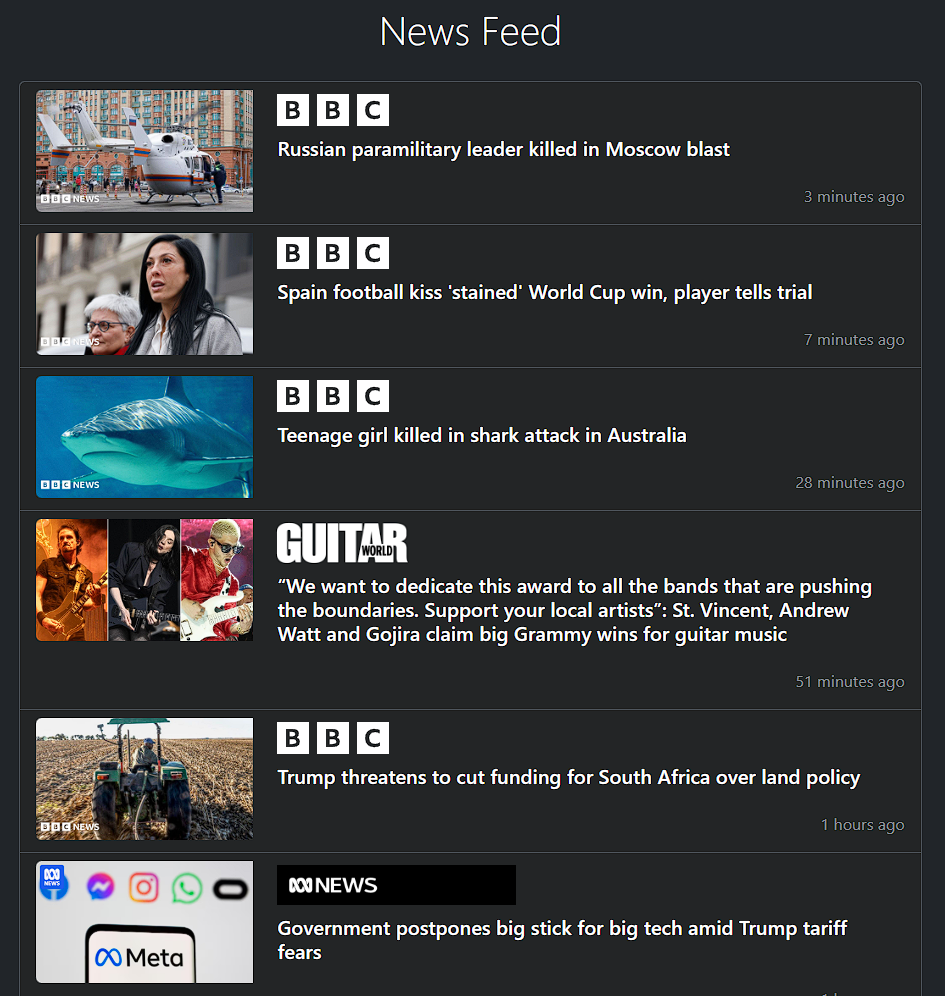 News Feed
BBC NEWS
BBC
Russian paramilitary leader killed in Moscow blast
3 minutes ago
BBC NEWS
BBC
Spain football kiss 'stained' World Cup win, player tells trial
7 minutes ago
BBC NEWS
BBC
Teenage girl killed in shark attack in Australia
28 minutes ago
GUITAR
WORLD
“We want to dedicate this award to all the bands that are pushing
the boundaries. Support your local artists”: St. Vincent, Andrew
Watt and Gojira claim big Grammy wins for guitar music
51 minutes ago
BBC NEWS
BBC
Trump threatens to cut funding for South Africa over land policy
1 hours ago
NEWS
Meta
NEWS
Government postpones big stick for big tech amid Trump tariff
fears